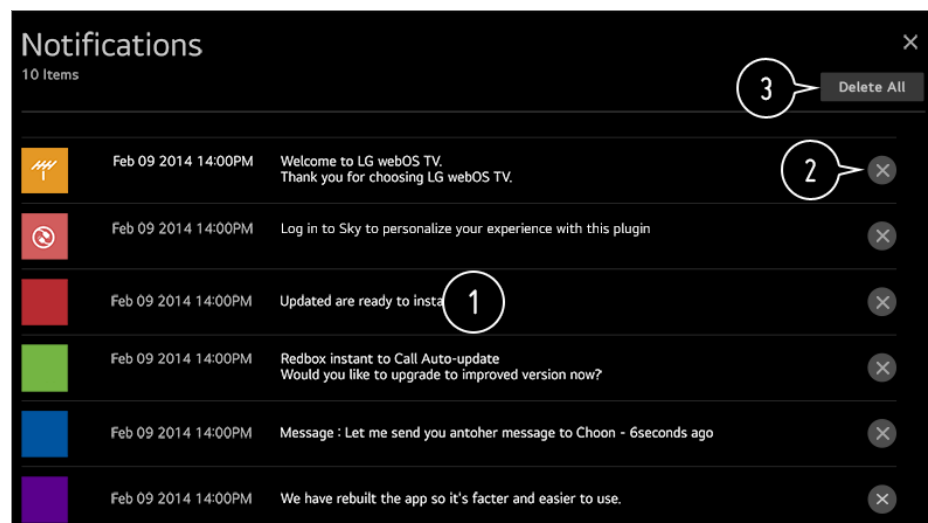 Notifications
10 Items
3
Delete All
Feb 09 2014 14:00PM
Welcome to LG webOS TV.
Thank you for choosing LG webOS TV.
2
Feb 09 2014 14:00PM
Log in to Sky to personalize your experience with this plugin
Feb 09 2014 14:00PM
Updated are ready to insta
1
Feb 09 2014 14:00PM
Redbox instant to Call Auto-update
Would you like to upgrade to improved version now?
Feb 09 2014 14:00PM
Message : Let me send you antoher message to Choon - 6seconds ago
Feb 09 2014 14:00PM
We have rebuilt the app so it's facter and easier to use.